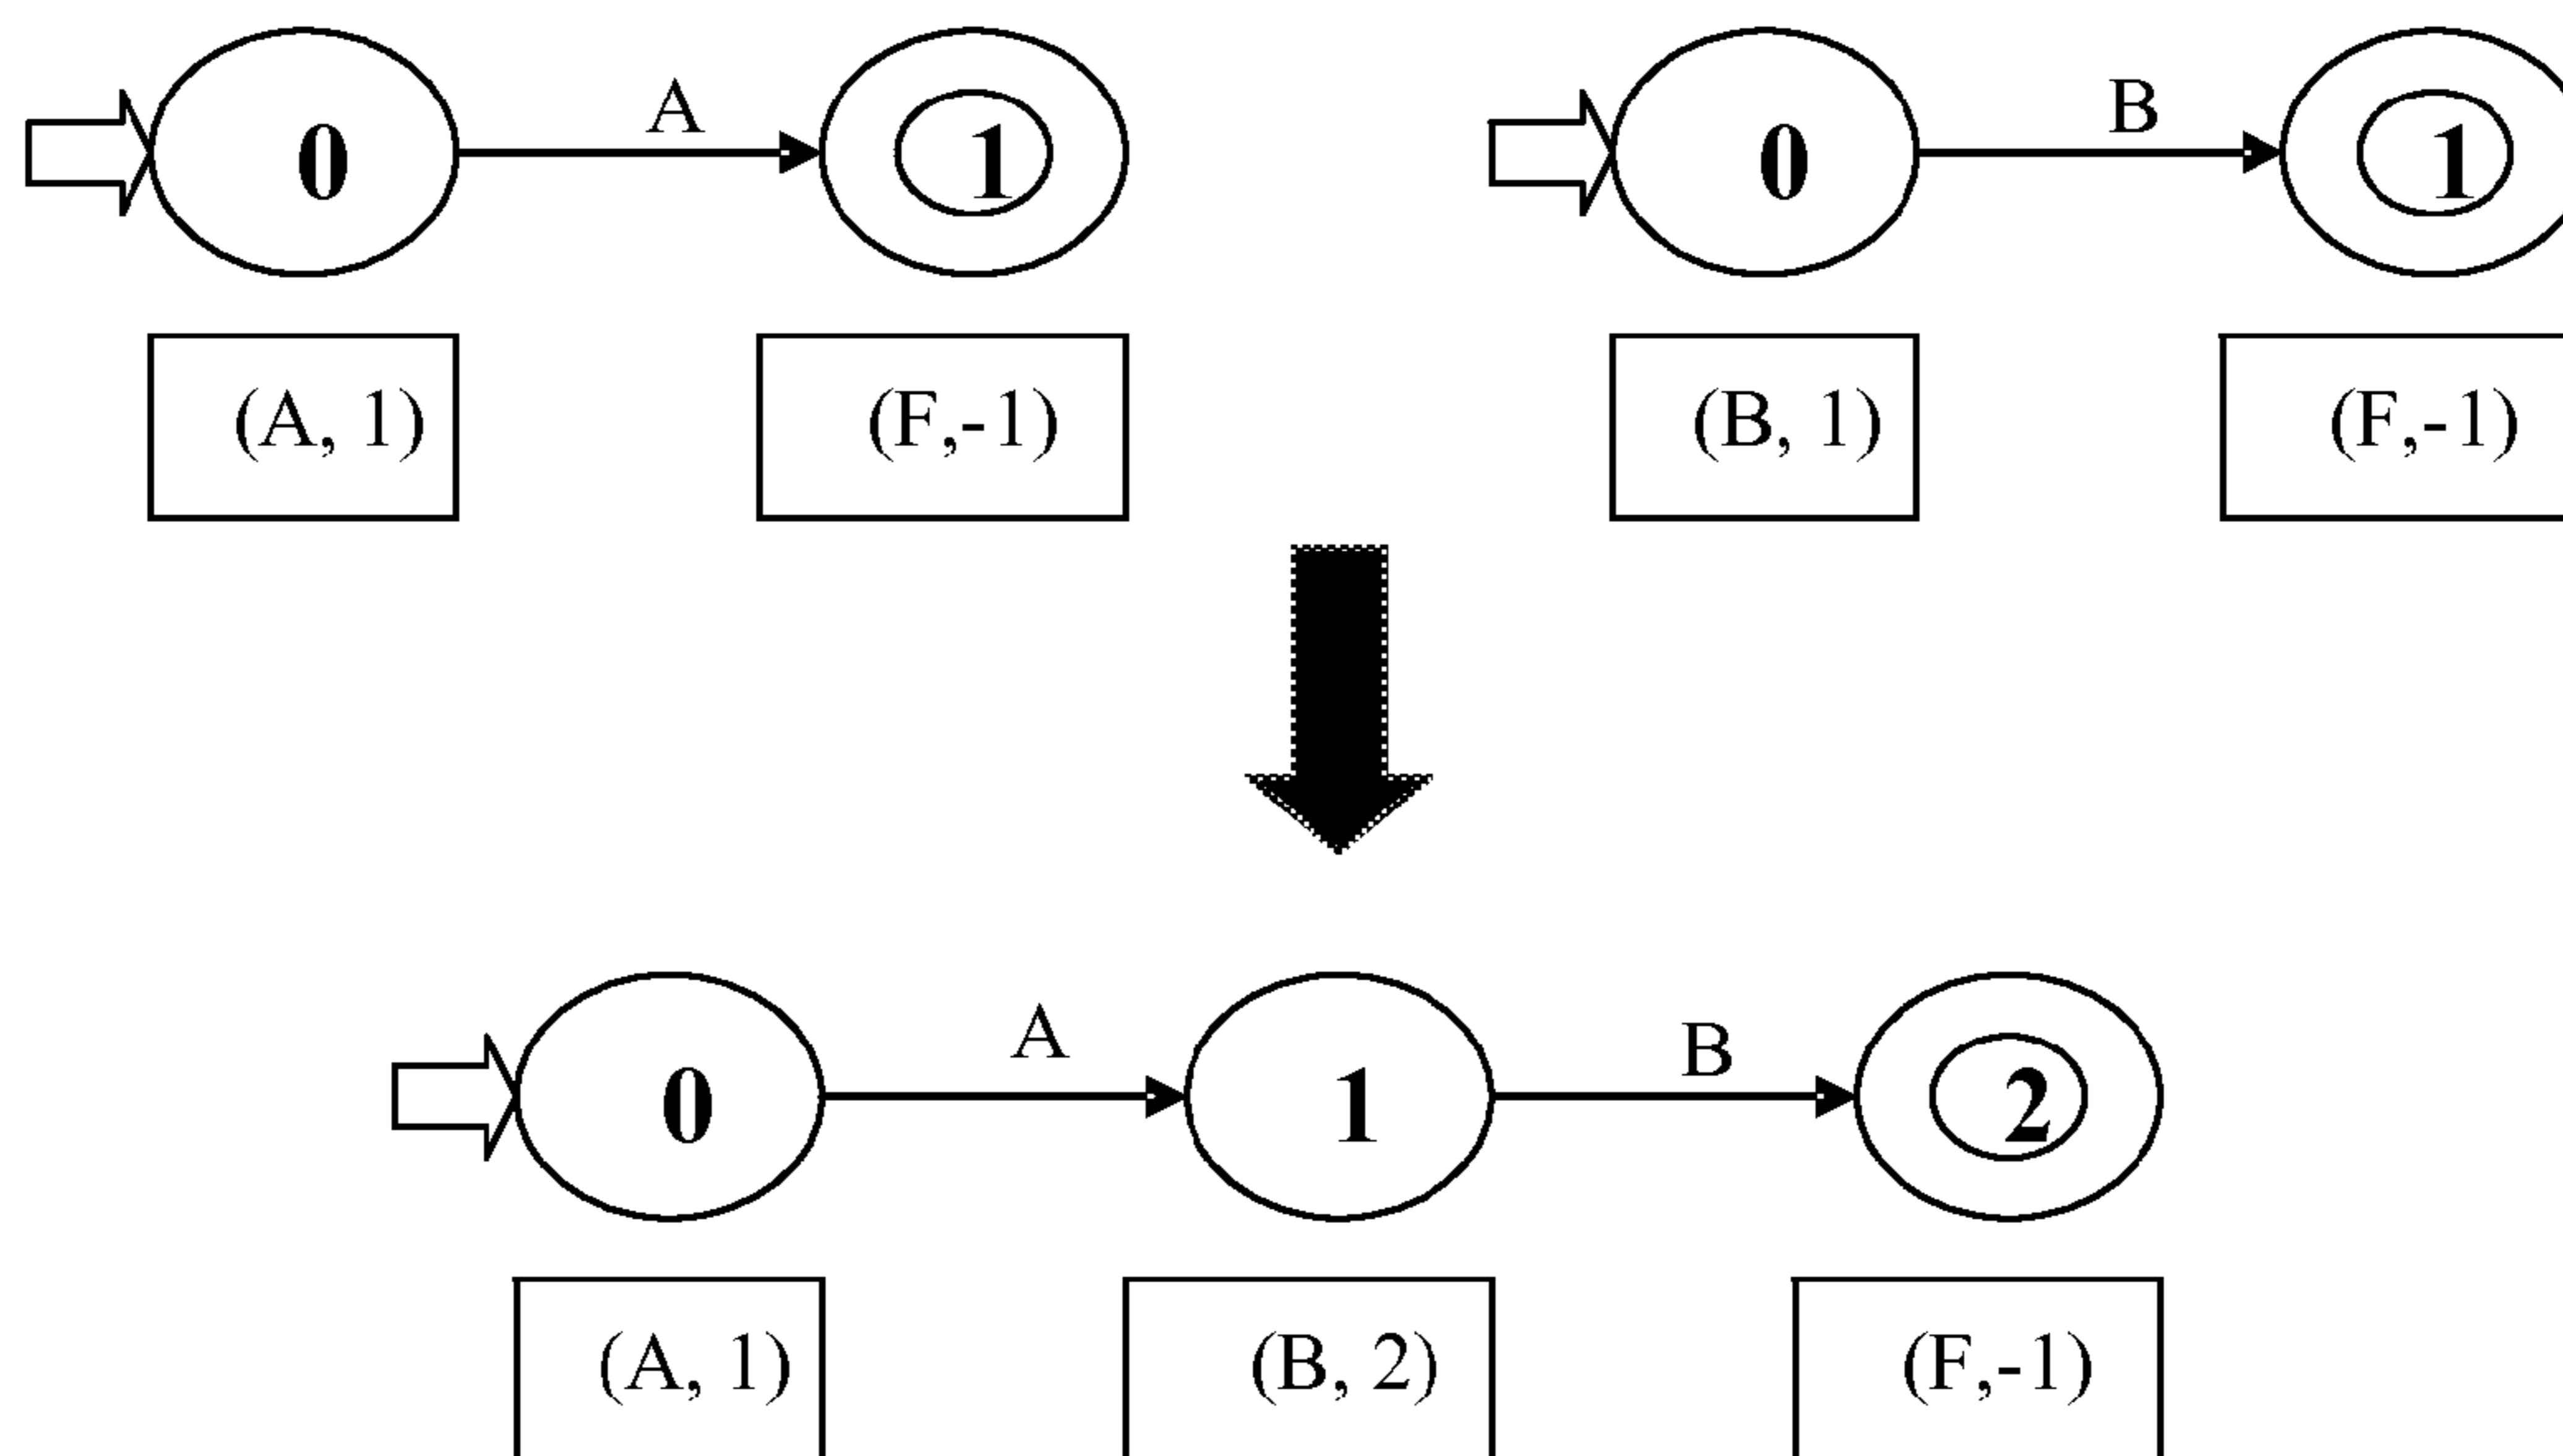 A B
0 1 0 1
(A, 1) (F,-1) (B, 1) (F,-1)
A B
0 1 2
(A, 1) (B, 2) (F,-1)